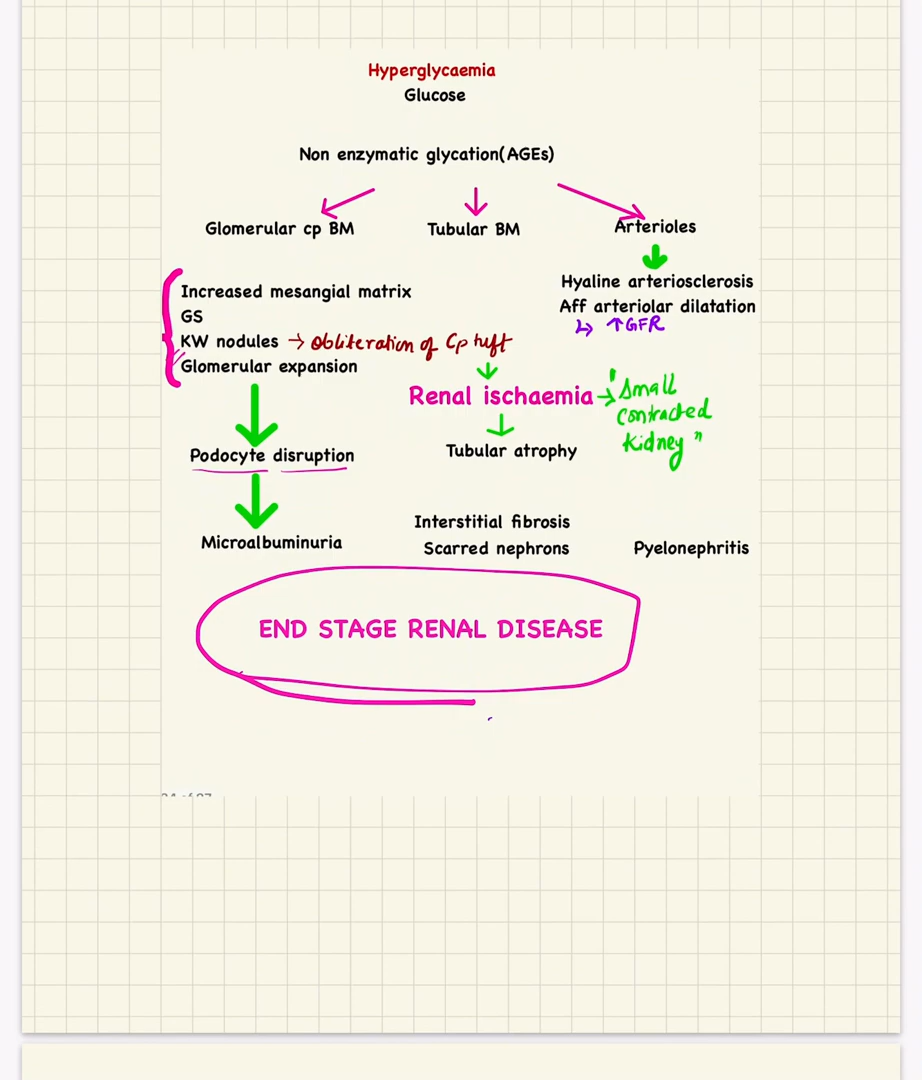 Hyperglycaemia
Glucose
Non enzymatic glycation(AGEs)
Glomerular cp BM
Tubular BM
Arterioles
Hyaline arteriosclerosis
Aff arteriolar dilatation
↳ ↑GFR
Increased mesangial matrix
GS
KW nodules → Obliteration of Cp tuft
Glomerular expansion
Renal ischaemia → "Small
contracted
kidney"
Podocyte disruption
Tubular atrophy
Microalbuminuria
Interstitial fibrosis
Scarred nephrons
Pyelonephritis
END STAGE RENAL DISEASE